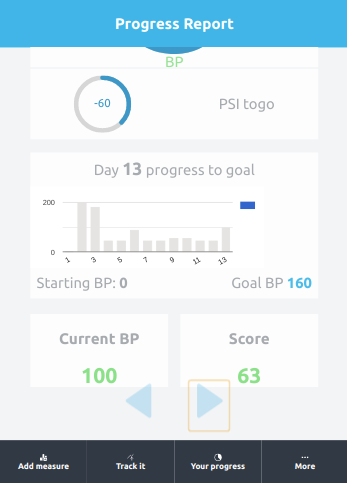 Progress Report
BP
-60
PSI togo
Day 13 progress to goal
200
0
1 3 5 7 9 11 13
Starting BP: 0
Goal BP 160
Current BP
Score
100
63
Add measure
Track it
Your progress
More